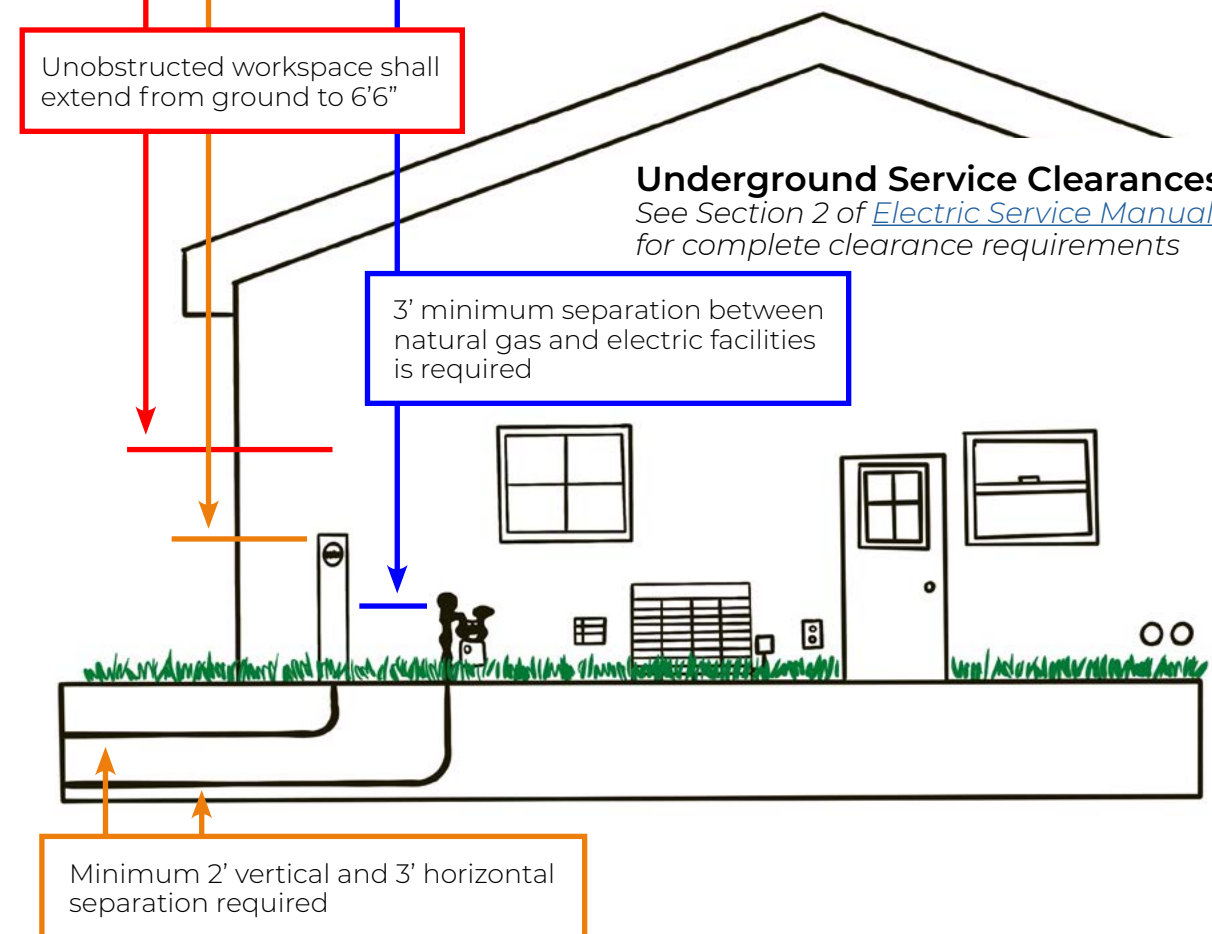 Unobstructed workspace shall
extend from ground to 6’6”
Underground Service Clearances
See Section 2 of Electric Service Manual
for complete clearance requirements
3’ minimum separation between
natural gas and electric facilities
is required
Minimum 2’ vertical and 3’ horizontal
separation required